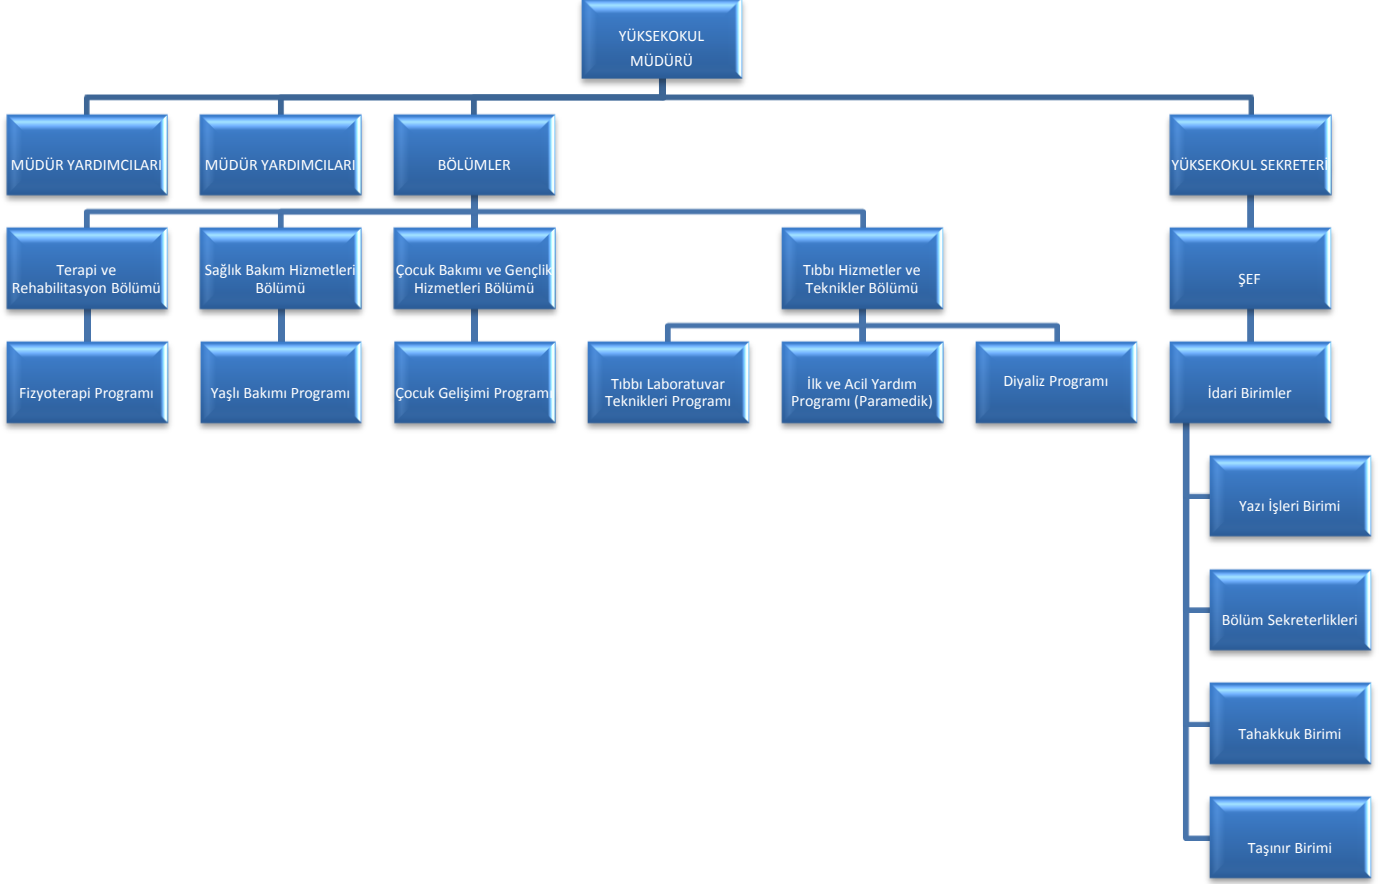 YÜKSEKOKUL
MÜDÜRÜ
MÜDÜR YARDIMCILARI
MÜDÜR YARDIMCILARI
BÖLÜMLER
YÜKSEKOKUL SEKRETERİ
Terapi ve
Rehabilitasyon Bölümü
Sağlık Bakım Hizmetleri
Bölümü
Çocuk Bakımı ve Gençlik
Hizmetleri Bölümü
Tıbbı Hizmetler ve
Teknikler Bölümü
ŞEF
Fizyoterapi Programı
Yaşlı Bakımı Programı
Çocuk Gelişimi Programı
Tıbbı Laboratuvar
Teknikleri Programı
İlk ve Acil Yardım
Programı (Paramedik)
Diyaliz Programı
İdari Birimler
Yazı İşleri Birimi
Bölüm Sekreterlikleri
Tahakkuk Birimi
Taşınır Birimi